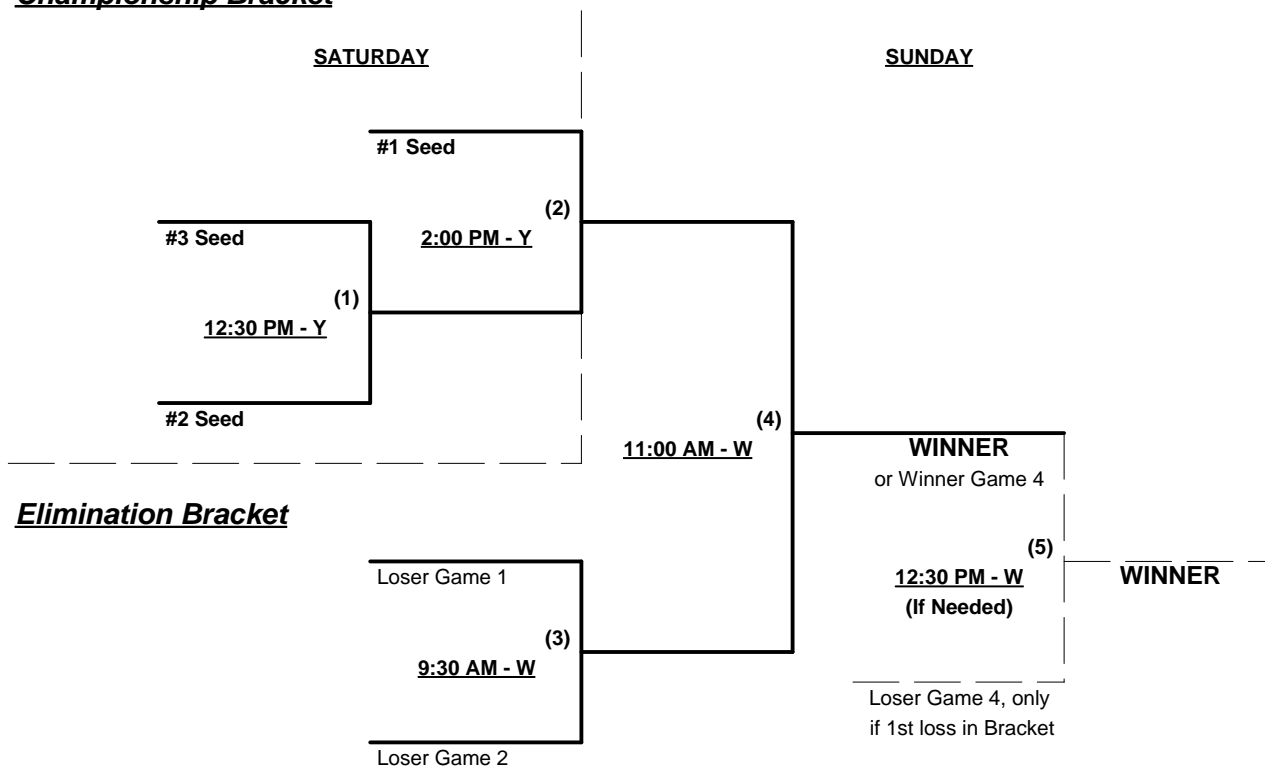 Championship Bracket
SATURDAY
SUNDAY
#1 Seed
(2)
#3 Seed
2:00 PM - Y
(1)
12:30 PM - Y
#2 Seed
(4)
11:00 AM - W
WINNER
or Winner Game 4
Elimination Bracket
(5)
Loser Game 1
12:30 PM - W
WINNER
(If Needed)
(3)
9:30 AM - W
Loser Game 4, only
if 1st loss in Bracket
Loser Game 2